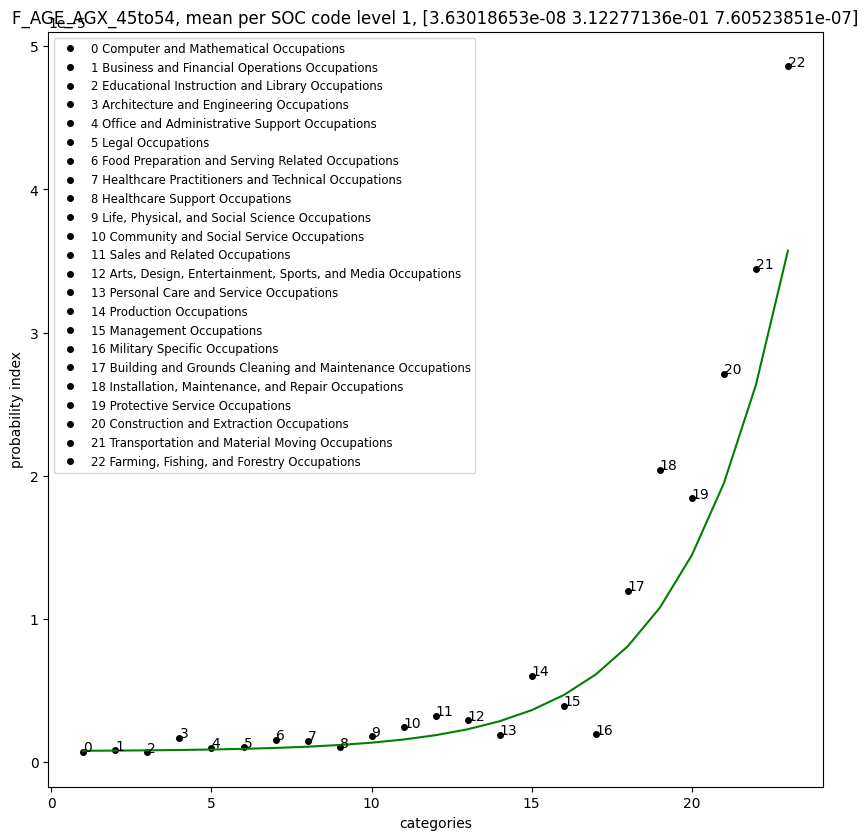 F_AGE_AGX_45to54, mean per SOC code level 1, [3.63018653e-08 3.12277136e-01 7.60523851e-07]
1e−5
0 Computer and Mathematical Occupations
1 Business and Financial Operations Occupations
2 Educational Instruction and Library Occupations
3 Architecture and Engineering Occupations
4 Office and Administrative Support Occupations
5 Legal Occupations
6 Food Preparation and Serving Related Occupations
7 Healthcare Practitioners and Technical Occupations
8 Healthcare Support Occupations
9 Life, Physical, and Social Science Occupations
10 Community and Social Service Occupations
11 Sales and Related Occupations
12 Arts, Design, Entertainment, Sports, and Media Occupations
13 Personal Care and Service Occupations
14 Production Occupations
15 Management Occupations
16 Military Specific Occupations
17 Building and Grounds Cleaning and Maintenance Occupations
18 Installation, Maintenance, and Repair Occupations
19 Protective Service Occupations
20 Construction and Extraction Occupations
21 Transportation and Material Moving Occupations
22 Farming, Fishing, and Forestry Occupations
5
4
3
2
1
0
probability index
0
1
2
3
4
5
6
7
8
9
10
11
12
13
14
15
16
17
18
19
20
21
22
0
5
10
15
20
categories